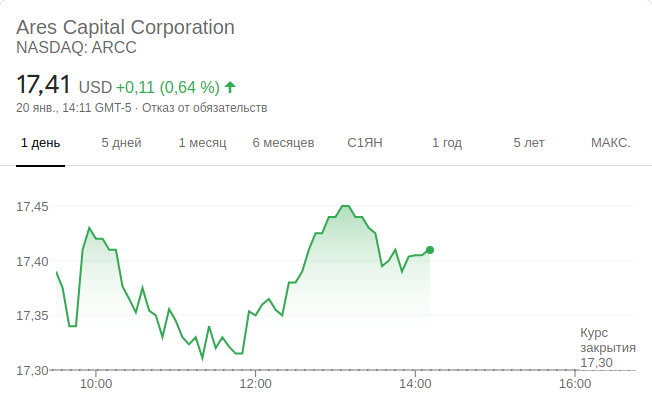 Ares Capital Corporation
NASDAQ: ARCC
17,41 USD +0,11 (0,64 %)
20 янв., 14:11 GMT-5 · Отказ от обязательств
1 день 5 дней 1 месяц 6 месяцев С1ЯН 1 год 5 лет МАКС.
17,45
17,40
17,35
Курс
закрытия
17,30
17,30
10:00 12:00 14:00 16:00